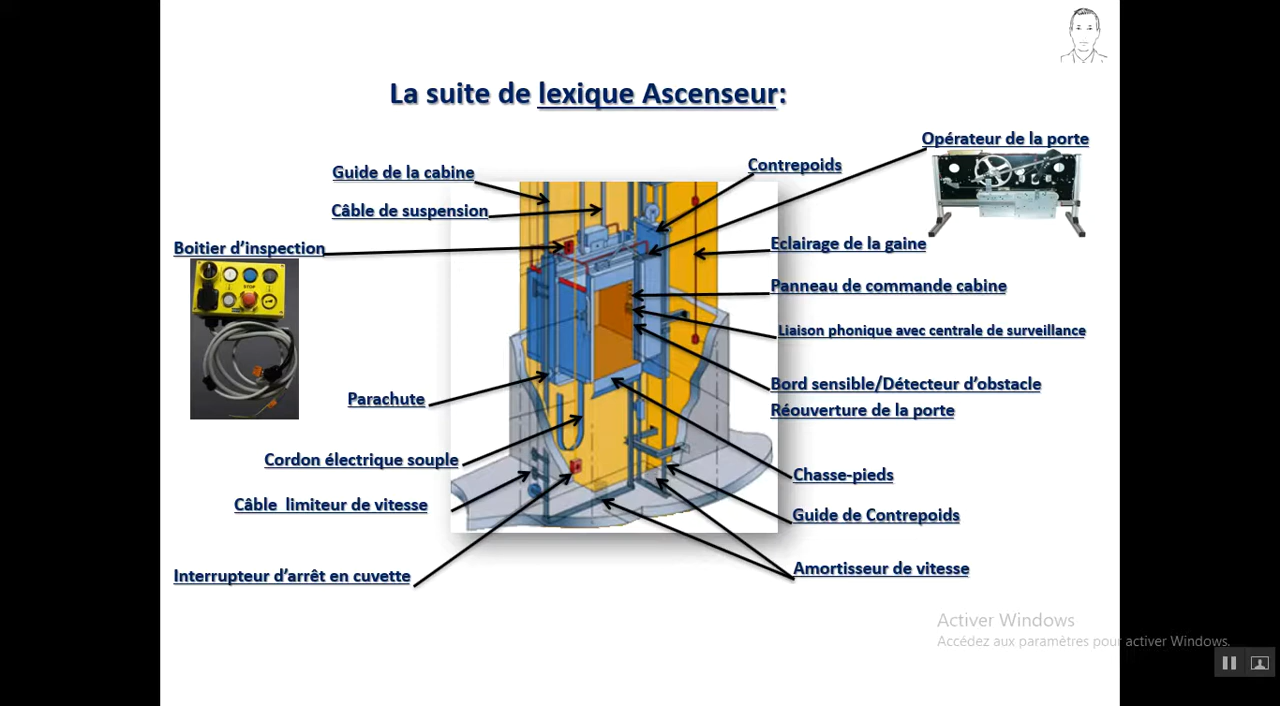 La suite de lexique Ascenseur:
Opérateur de la porte
Guide de la cabine
Contrepoids
Câble de suspension
Boitier d’inspection
Eclairage de la gaine
Panneau de commande cabine
STOP
Liaison phonique avec centrale de surveillance
Parachute
Bord sensible/Détecteur d’obstacle
Réouverture de la porte
Cordon électrique souple
Chasse-pieds
Câble limiteur de vitesse
Guide de Contrepoids
Interrupteur d’arrêt en cuvette
Amortisseur de vitesse
Activer Windows
Accédez aux paramètres pour activer Windows.